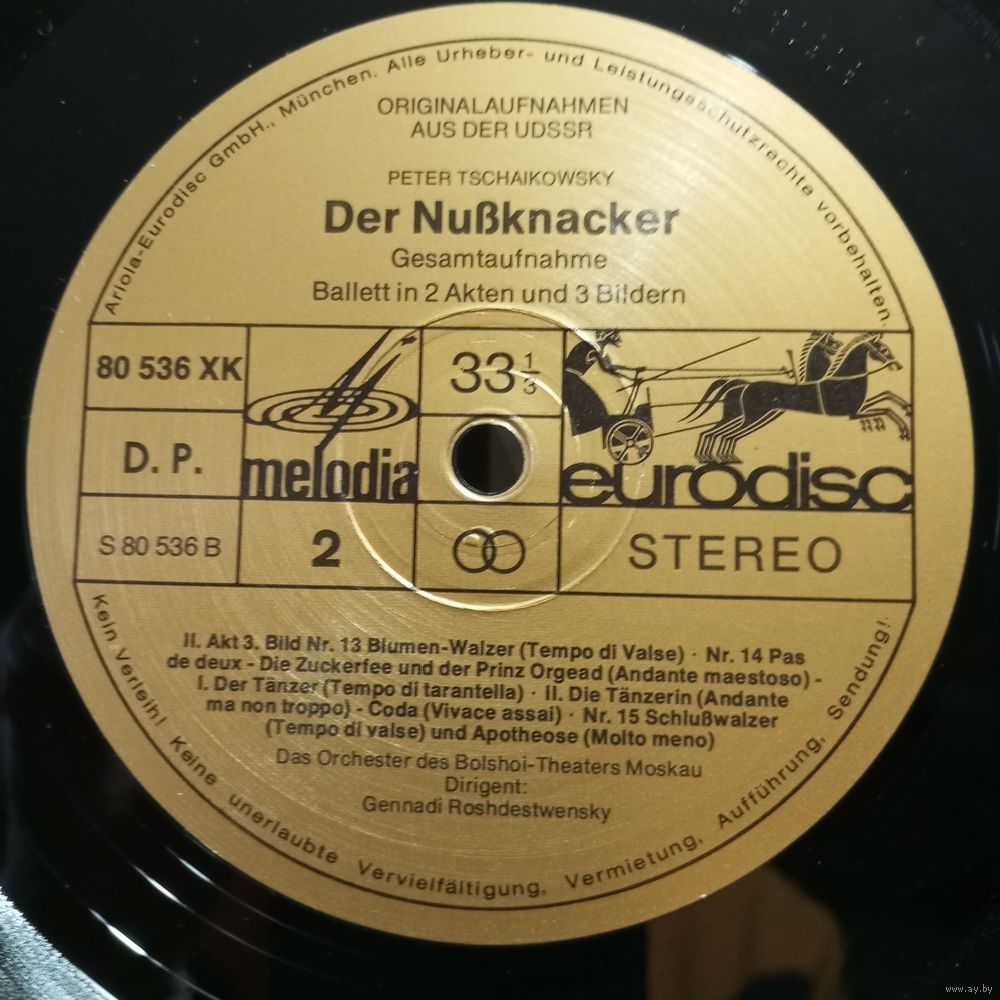 Ariola-Eurodisc GmbH., München. Alle Urheber- und Leistungsschutzrechte vorbehalten.
ORIGINALAUFNAHMEN
AUS DER UDSSR
PETER TSCHAIKOWSKY
Der Nußknacker
Gesamtaufnahme
Ballett in 2 Akten und 3 Bildern
80 536 XK
33 1/3
D. P.
melodia
eurodisc
S 80 536 B
2
STEREO
II. Akt 3. Bild Nr. 13 Blumen-Walzer (Tempo di Valse) · Nr. 14 Pas
de deux - Die Zuckerfee und der Prinz Orgead (Andante maestoso) -
I. Der Tänzer (Tempo di tarantella) · II. Die Tänzerin (Andante
ma non troppo) - Coda (Vivace assai) · Nr. 15 Schlußwalzer
(Tempo di valse) und Apotheose (Molto meno)
Das Orchester des Bolshoi-Theaters Moskau
Dirigent:
Gennadi Roshdestwensky
Kein Verleih! Keine unerlaubte Vervielfältigung, Vermietung, Aufführung, Sendung!
www.ay.by